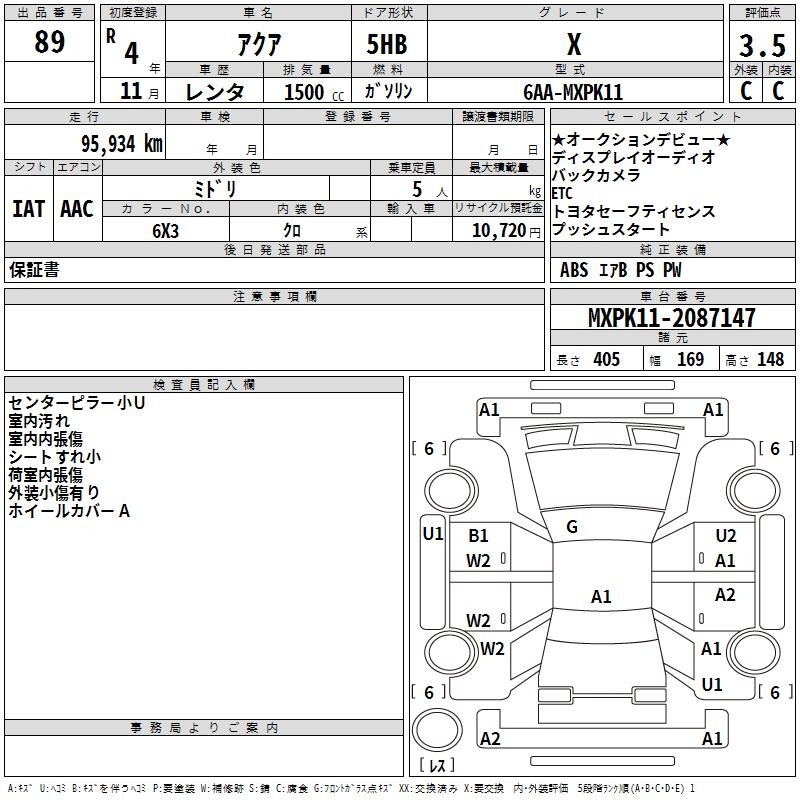 出品番号
89
初度登録
R 4 年
11 月
車名
アクア
ドア形状
5HB
グレード
X
評価点
3.5
車歴
レンタ
排気量
1500 CC
燃料
ガソリン
型式
6AA-MXPK11
外装 内装
C C
走行
95,934 km
車検
年 月
登録番号
譲渡書類期限
月 日
シフト
IAT
エアコン
AAC
外装色
ミドリ
乗車定員
5 人
最大積載量
kg
カラーNo.
6X3
内装色
クロ 系
輸入車
リサイクル預託金
10,720 円
後日発送部品
保証書
セールスポイント
★オークションデビュー★
ディスプレイオーディオ
バックカメラ
ETC
トヨタセーフティセンス
プッシュスタート
純正装備
ABS エアB PS PW
注意事項欄
車台番号
MXPK11-2087147
諸元
長さ 405 幅 169 高さ 148
検査員記入欄
センターピラー小U
室内汚れ
室内内張傷
シートすれ小
荷室内張傷
外装小傷有り
ホイールカバーA
事務局よりご案内
A1 A1
[ 6 ] [ 6 ]
G
U1 B1 U2
W2 A1
A1 A2
W2
W2 A1
U1
[ 6 ] [ 6 ]
A2 A1
[ レス ]
A:キズ U:ヘコミ B:キズを伴うヘコミ P:要塗装 W:補修跡 S:錆 C:腐食 G:フロントガラス点キズ XX:交換済み X:要交換 内・外装評価 5段階ランク順(A・B・C・D・E) 1